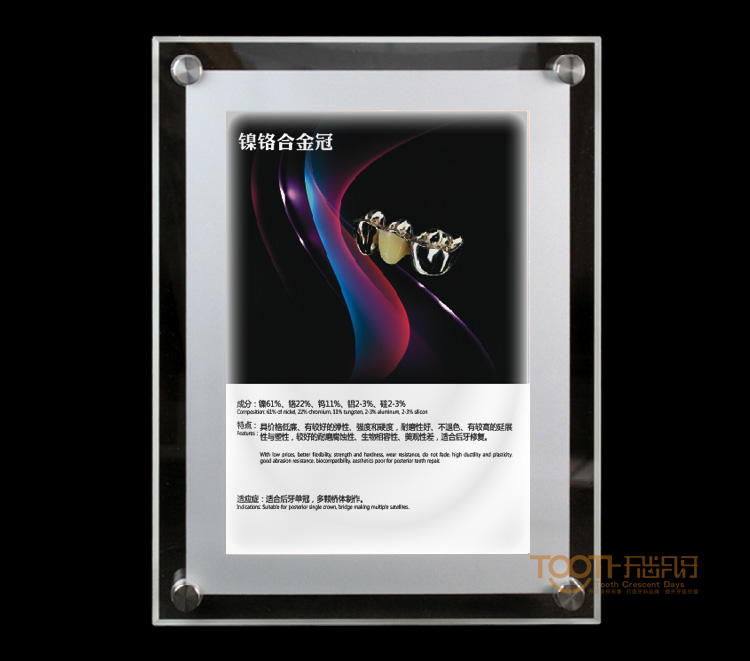 镍铬合金冠
成分：镍61%、铬22%、钨11%、铝2-3%、硅2-3%
Composition: 61% of nickel, 22% chromium, 11% tungsten, 2-3% aluminum, 2-3% silicon
特点：具价格低廉、有较好的弹性、强度和硬度，耐磨性好、不退色、有较高的延展
Features: 性与塑性，较好的耐磨腐蚀性、生物相容性、美观性差，适合后牙修复。
With low prices, better flexibility, strength and hardness, wear resistance, do not fade, high ductility and plasticity,
good abrasion resistance, biocompatibility, aesthetics poor for posterior teeth repair.
适应症：适合后牙单冠，多颗桥体制作。
Indications: Suitable for posterior single crown, bridge making multiple satellites.
TOOTH
Tooth Crescent Days